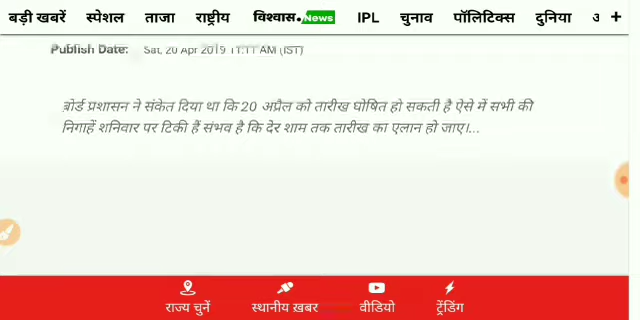 बड़ी खबरें स्पेशल ताजा राष्ट्रीय विश्वास.News IPL चुनाव पॉलिटिक्स दुनिया +
Publish Date: Sat, 20 Apr 2019 11:11 AM (IST)
बोर्ड प्रशासन ने संकेत दिया था कि 20 अप्रैल को तारीख घोषित हो सकती है ऐसे में सभी की
निगाहें शनिवार पर टिकी हैं संभव है कि देर शाम तक तारीख का एलान हो जाए।...
राज्य चुनें स्थानीय ख़बर वीडियो ट्रेंडिंग